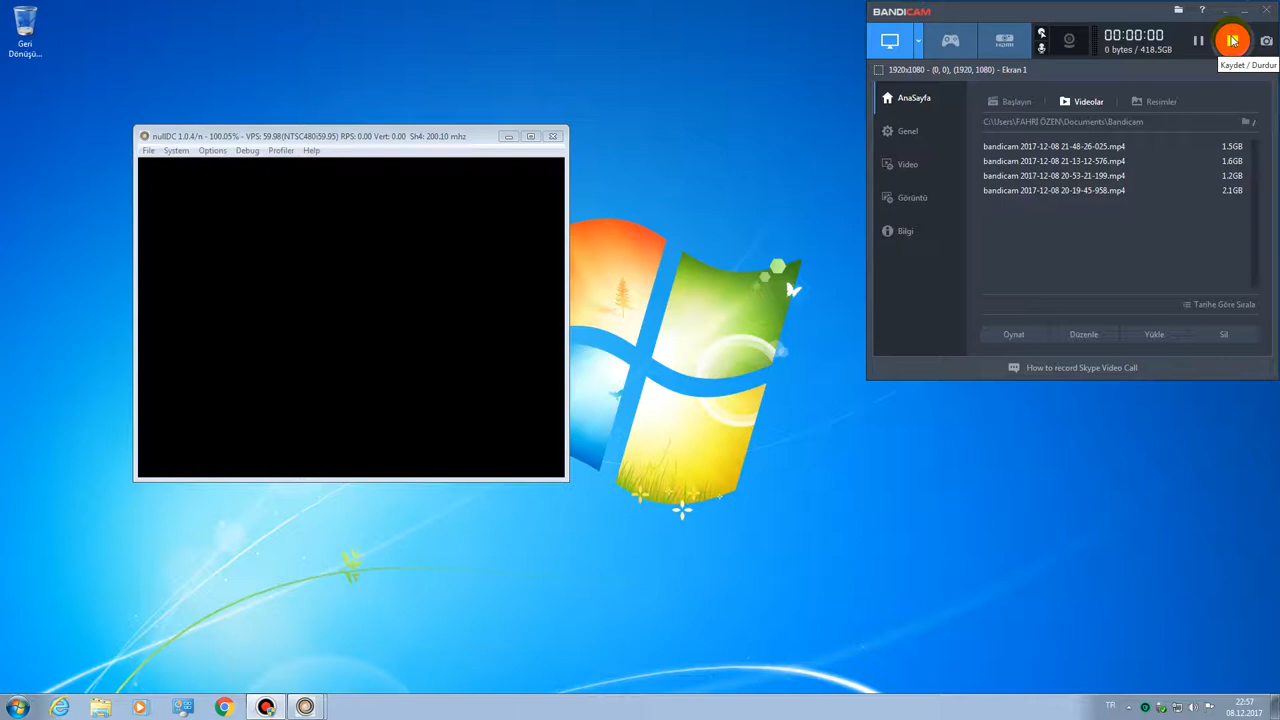 Geri
Dönüşü...
nullDC 1.0.4/n - 100.05% - VPS: 59.98(NTSC480i59.95) RPS: 0.00 Vert: 0.00 Sh4: 200.10 mhz
File System Options Debug Profiler Help
BANDICAM
HDMI
00:00:00
0 bytes / 418.5GB
Kaydet / Durdur
1920x1080 - (0, 0), (1920, 1080) - Ekran 1
AnaSayfa
Genel
Video
Görüntü
Bilgi
Başlayın Videolar Resimler
C:\Users\FAHRİ ÖZEN\Documents\Bandicam
bandicam 2017-12-08 21-48-26-025.mp4 1.5GB
bandicam 2017-12-08 21-13-12-576.mp4 1.6GB
bandicam 2017-12-08 20-53-21-199.mp4 1.2GB
bandicam 2017-12-08 20-19-45-958.mp4 2.1GB
Tarihe Göre Sırala
Oynat Düzenle Yükle Sil
How to record Skype Video Call
TR
22:57
08.12.2017